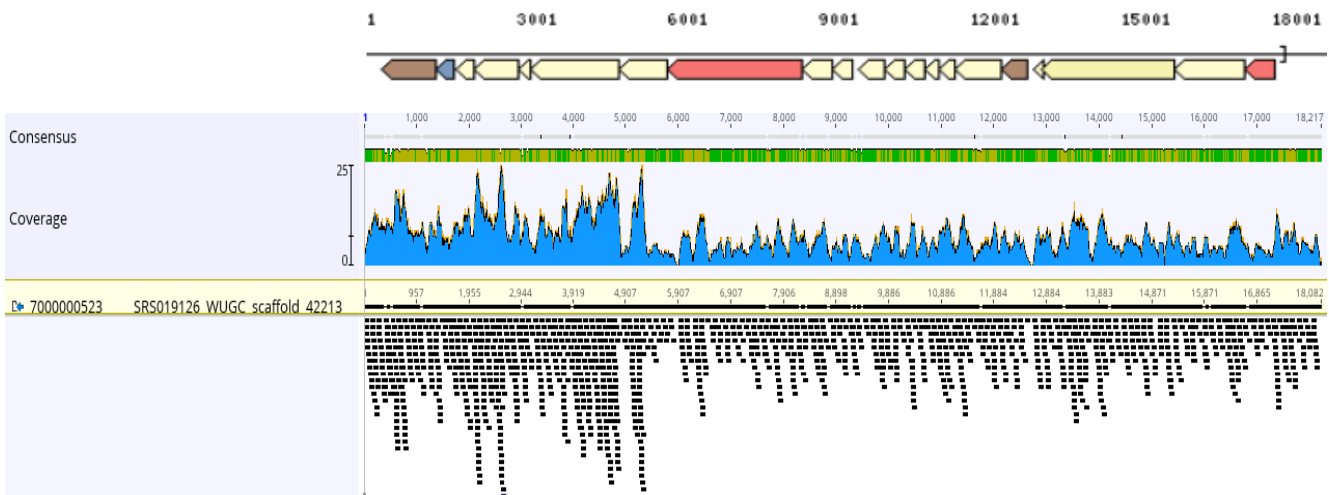 1 3001 6001 9001 12001 15001 18001
1 1,000 2,000 3,000 4,000 5,000 6,000 7,000 8,000 9,000 10,000 11,000 12,000 13,000 14,000 15,000 16,000 17,000 18,217
Consensus
25
Coverage
0
957 1,955 2,944 3,919 4,907 5,907 6,907 7,906 8,898 9,886 10,886 11,884 12,884 13,883 14,871 15,871 16,865 18,082
7000000523 SRS019126_WUGC_scaffold_42213